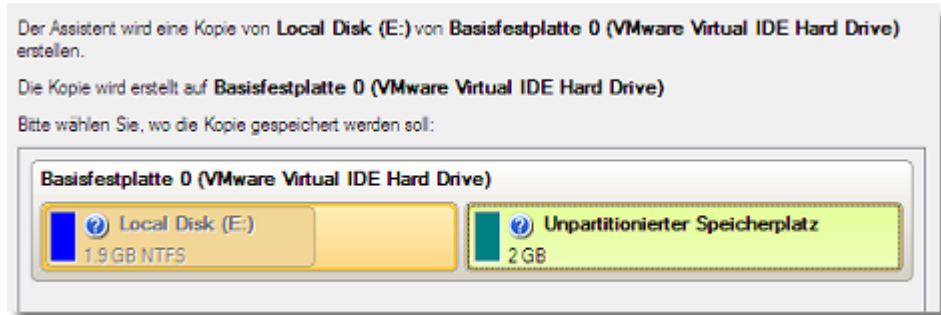 Der Assistent wird eine Kopie von Local Disk (E:) von Basisfestplatte 0 (VMware Virtual IDE Hard Drive)
erstellen.
Die Kopie wird erstellt auf Basisfestplatte 0 (VMware Virtual IDE Hard Drive)
Bitte wählen Sie, wo die Kopie gespeichert werden soll:
Basisfestplatte 0 (VMware Virtual IDE Hard Drive)
Local Disk (E:)
1.9 GB NTFS
Unpartitionierter Speicherplatz
2 GB